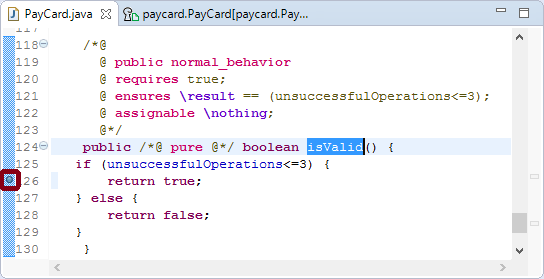 PayCard.java paycard.PayCard[paycard.Pay...
117
118 /*@
119 @ public normal_behavior
120 @ requires true;
121 @ ensures \result == (unsuccessfulOperations<=3);
122 @ assignable \nothing;
123 @*/
124 public /*@ pure @*/ boolean isValid() {
125 if (unsuccessfulOperations<=3) {
126 return true;
127 } else {
128 return false;
129 }
130 }